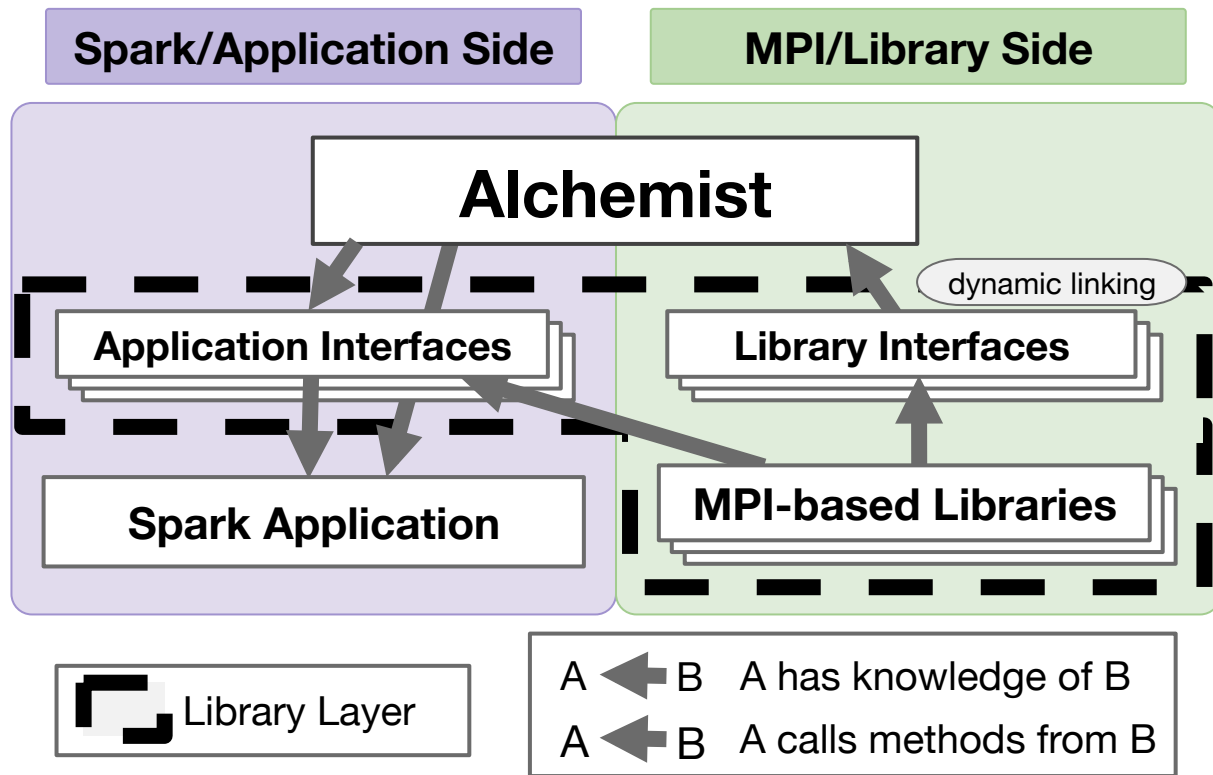 Spark/Application Side
MPI/Library Side
Alchemist
dynamic linking
Application Interfaces
Library Interfaces
Spark Application
MPI-based Libraries
Library Layer
A B A has knowledge of B
A B A calls methods from B